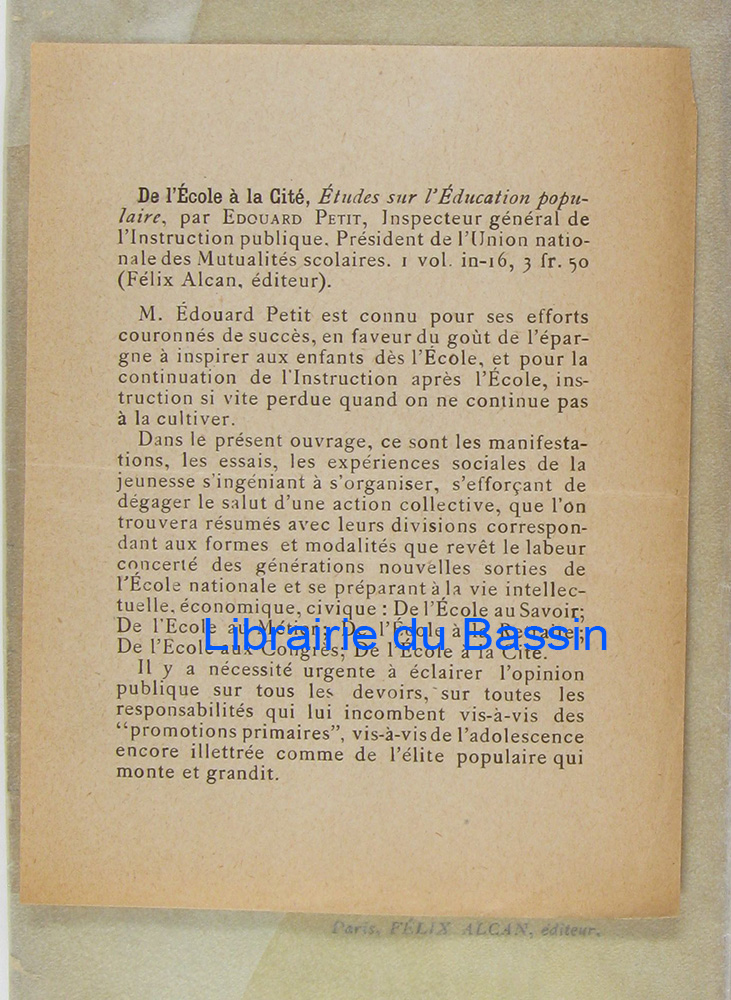 De l'École à la Cité, Études sur l'Éducation popu-
laire, par EDOUARD PETIT, Inspecteur général de
l'Instruction publique. Président de l'Union natio-
nale des Mutualités scolaires. 1 vol. in-16, 3 fr. 50
(Félix Alcan, éditeur).
M. Édouard Petit est connu pour ses efforts
couronnés de succès, en faveur du goût de l'épar-
gne à inspirer aux enfants dès l'École, et pour la
continuation de l'Instruction après l'École, ins-
truction si vite perdue quand on ne continue pas
à la cultiver.
Dans le présent ouvrage, ce sont les manifesta-
tions, les essais, les expériences sociales de la
jeunesse s'ingéniant à s'organiser, s'efforçant de
dégager le salut d'une action collective, que l'on
trouvera résumés avec leurs divisions correspon-
dant aux formes et modalités que revêt le labeur
concerté des générations nouvelles sorties de
l'École nationale et se préparant à la vie intellec-
tuelle, économique, civique : De l'École au Savoir;
De l'Ecole au Métier; De l'École à la
Librairie du Bassin
De l'Ecole aux Congrès; De l'École à la Cité.
Il y a nécessité urgente à éclairer l'opinion
publique sur tous les devoirs, sur toutes les
responsabilités qui lui incombent vis-à-vis des
"promotions primaires", vis-à-vis de l'adolescence
encore illettrée comme de l'élite populaire qui
monte et grandit.
Paris, FÉLIX ALCAN, éditeur.